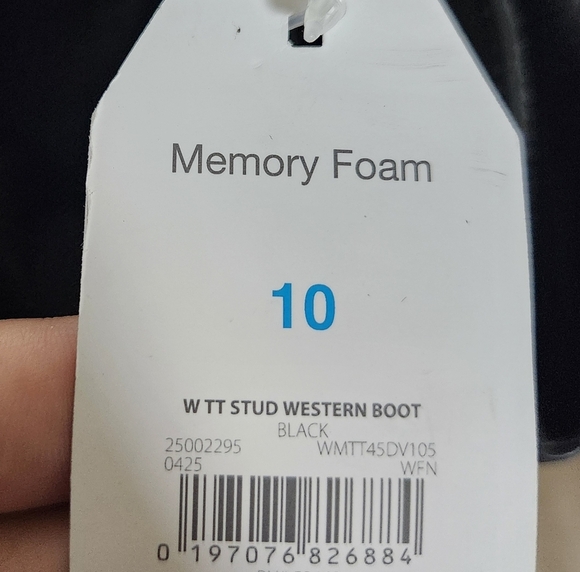 Memory Foam
10
W TT STUD WESTERN BOOT
BLACK
25002295 WMTT45DV105
0425 WFN
0 197076 826884